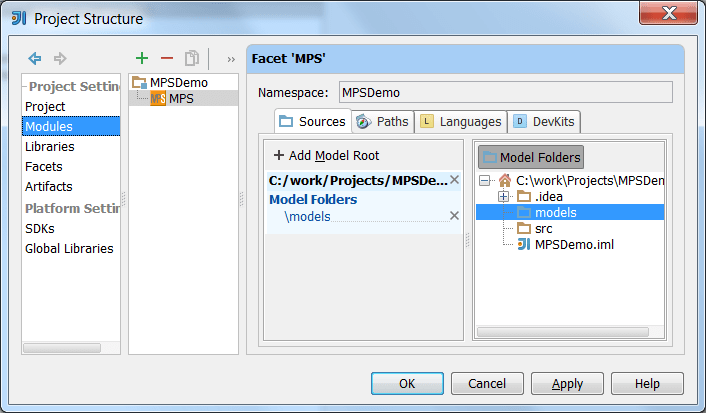 Project Structure
Project Settin
Project
Modules
Libraries
Facets
Artifacts
Platform Settin
SDKs
Global Libraries
»
MPSDemo
MPS
Facet 'MPS'
Namespace: MPSDemo
Sources Paths L Languages D DevKits
Add Model Root
C:/work/Projects/MPSDe...
Model Folders
\models
Model Folders
C:\work\Projects\MPSDen
.idea
models
src
MPSDemo.iml
OK Cancel Apply Help